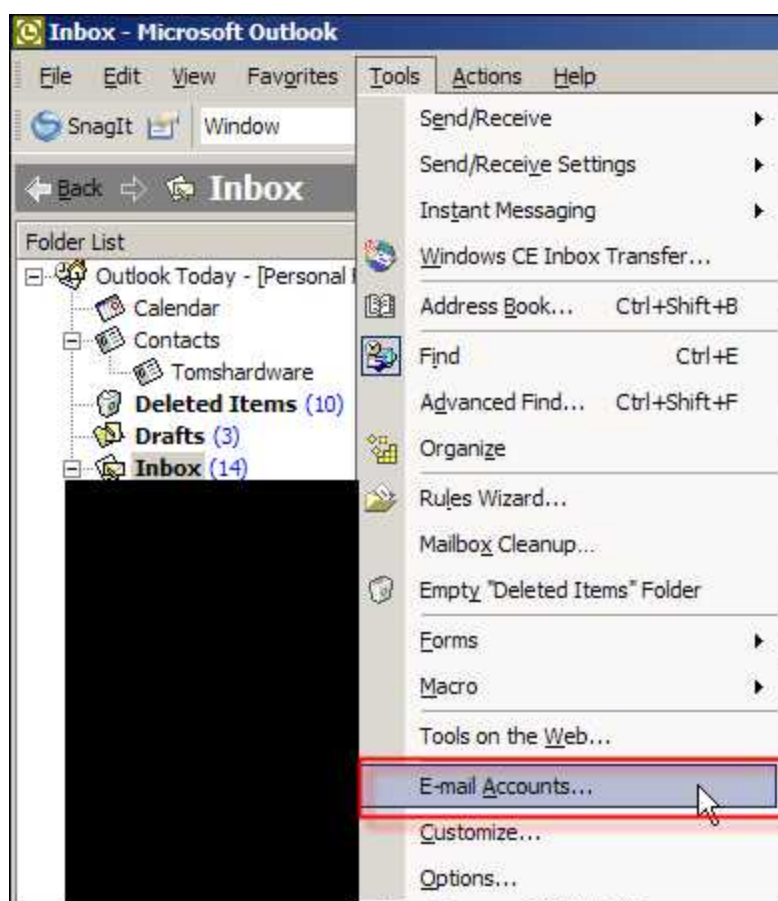 Inbox - Microsoft Outlook
File Edit View Favorites Tools Actions Help
SnagIt Window
Back Inbox
Folder List
Outlook Today - [Personal
Calendar
Contacts
Tomshardware
Deleted Items (10)
Drafts (3)
Inbox (14)
Send/Receive
Send/Receive Settings
Instant Messaging
Windows CE Inbox Transfer...
Address Book... Ctrl+Shift+B
Find Ctrl+E
Advanced Find... Ctrl+Shift+F
Organize
Rules Wizard...
Mailbox Cleanup...
Empty "Deleted Items" Folder
Forms
Macro
Tools on the Web...
E-mail Accounts...
Customize...
Options...